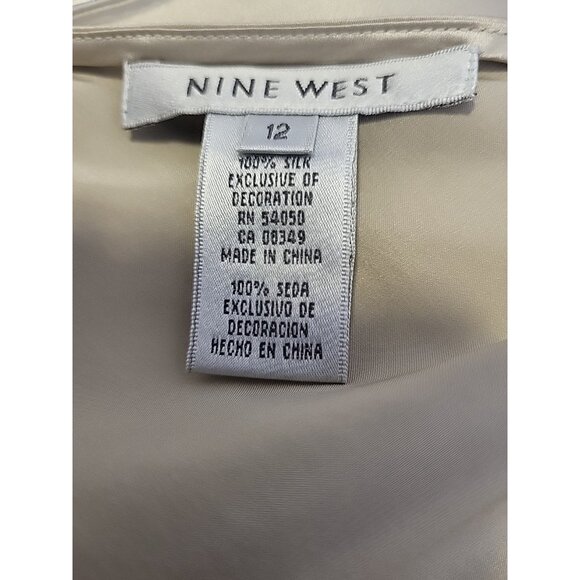 NINE WEST
12
100% SILK
EXCLUSIVE OF
DECORATION
RN 54050
CA 08349
MADE IN CHINA
100% SEDA
EXCLUSIVO DE
DECORACION
HECHO EN CHINA